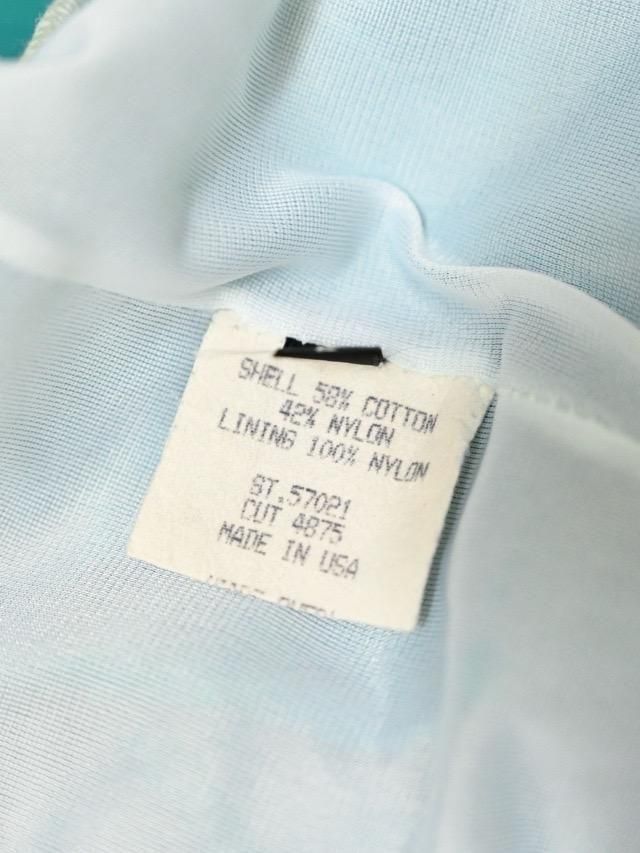 SHELL 58% COTTON
42% NYLON
LINING 100% NYLON
ST.57021
CUT 4875
MADE IN USA